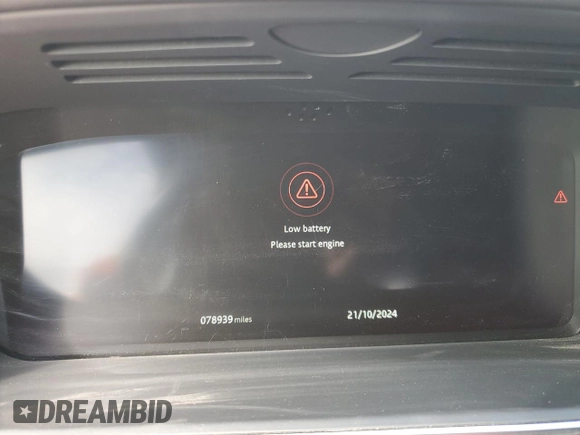 Low battery
Please start engine
078939 miles
21/10/2024
DREAMBID